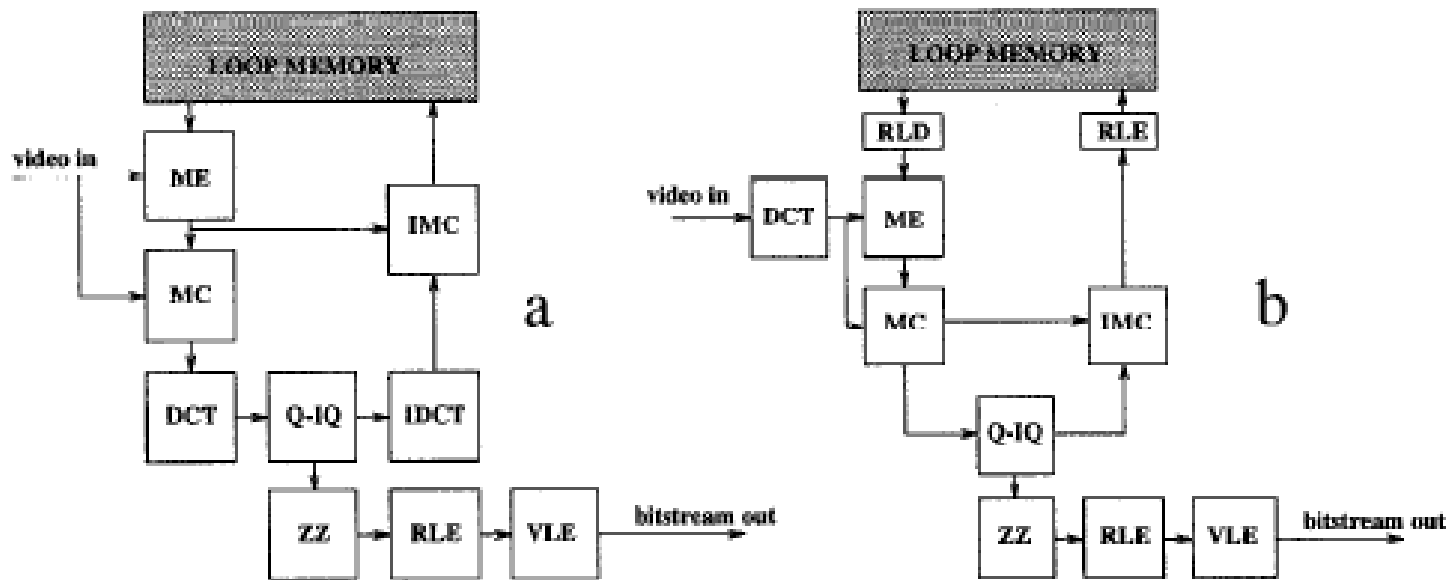 LOOP MEMORY
video in
ME
IMC
MC
a
DCT
Q-IQ
IDCT
ZZ
RLE
VLE
bitstream out
LOOP MEMORY
RLD
RLE
video in
DCT
ME
MC
IMC
b
Q-IQ
ZZ
RLE
VLE
bitstream out